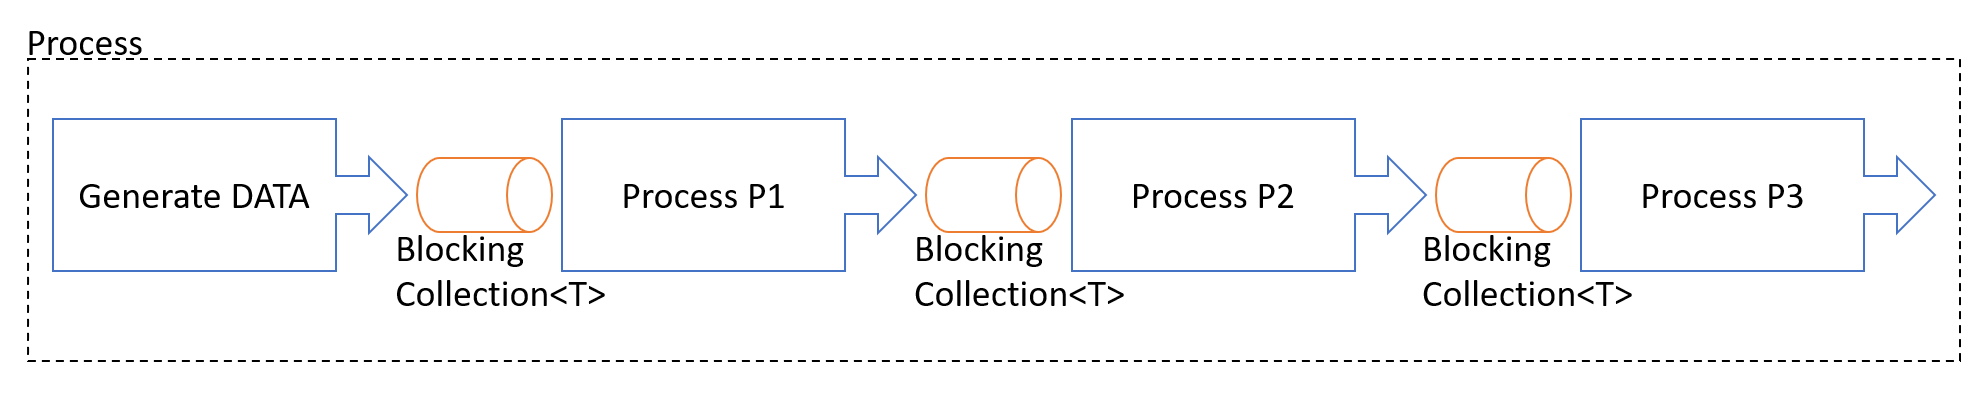 Process
Generate DATA
Blocking
Collection<T>
Process P1
Blocking
Collection<T>
Process P2
Blocking
Collection<T>
Process P3